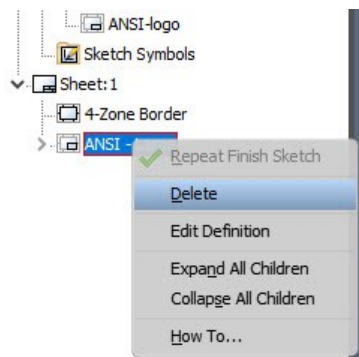 ANSI-logo
Sketch Symbols
Sheet:1
4-Zone Border
ANSI -
Repeat Finish Sketch
Delete
Edit Definition
Expand All Children
Collapse All Children
How To...